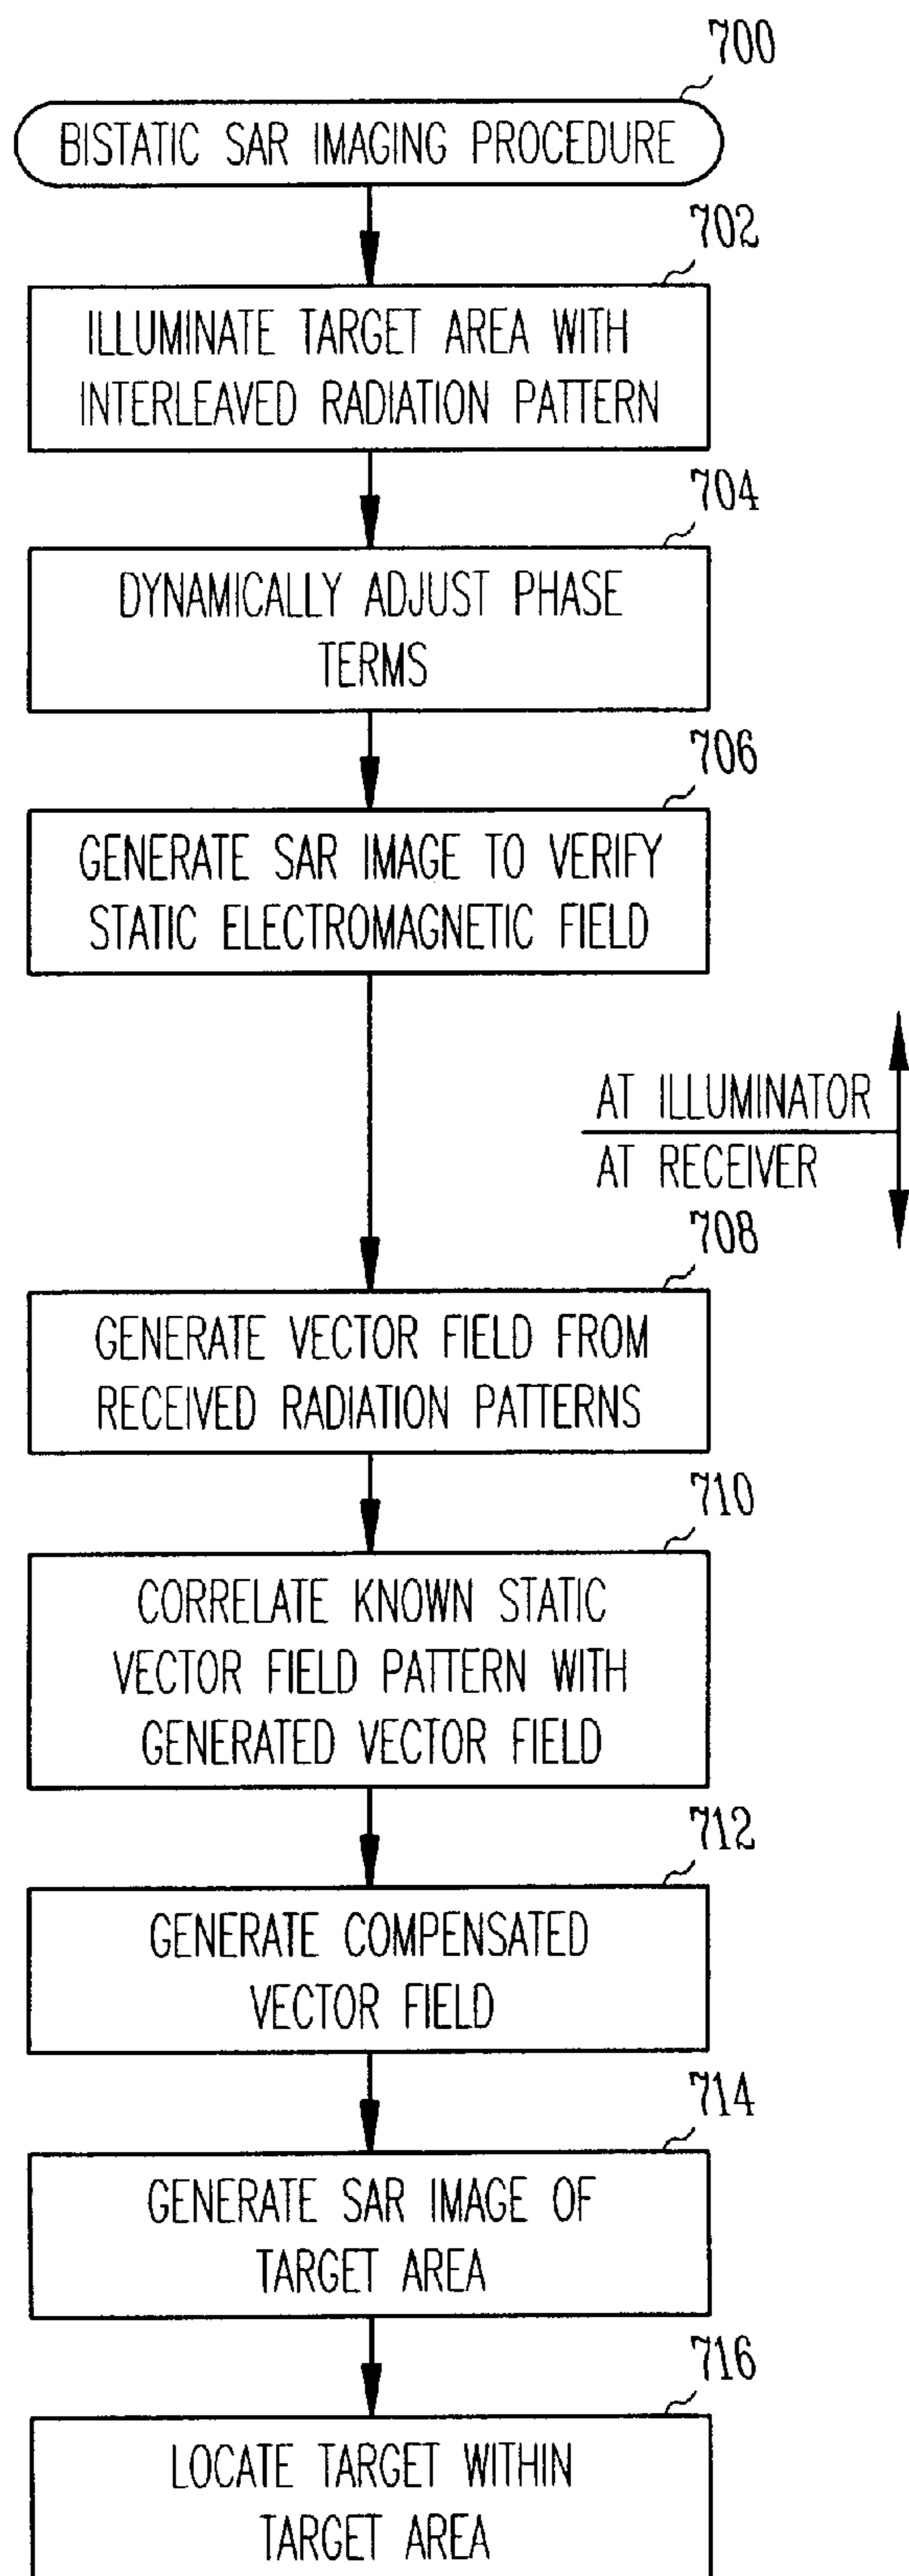 700
BISTATIC SAR IMAGING PROCEDURE
702
ILLUMINATE TARGET AREA WITH
INTERLEAVED RADIATION PATTERN
704
DYNAMICALLY ADJUST PHASE
TERMS
706
GENERATE SAR IMAGE TO VERIFY
STATIC ELECTROMAGNETIC FIELD
AT ILLUMINATOR
AT RECEIVER
708
GENERATE VECTOR FIELD FROM
RECEIVED RADIATION PATTERNS
710
CORRELATE KNOWN STATIC
VECTOR FIELD PATTERN WITH
GENERATED VECTOR FIELD
712
GENERATE COMPENSATED
VECTOR FIELD
714
GENERATE SAR IMAGE OF
TARGET AREA
716
LOCATE TARGET WITHIN
TARGET AREA